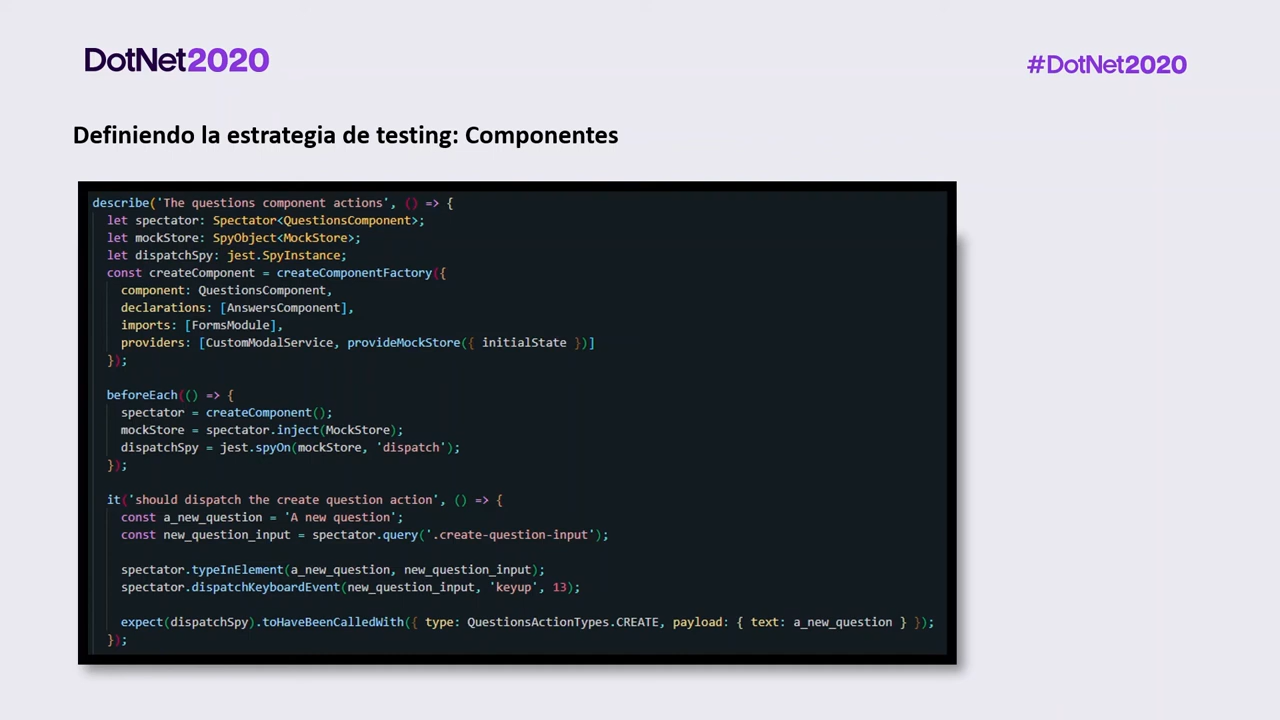 DotNet2020
#DotNet2020
Definiendo la estrategia de testing: Componentes
describe('The questions component actions', () => {
let spectator: Spectator<QuestionsComponent>;
let mockStore: SpyObject<MockStore>;
let dispatchSpy: jest.SpyInstance;
const createComponent = createComponentFactory({
component: QuestionsComponent,
declarations: [AnswersComponent],
imports: [FormsModule],
providers: [CustomModalService, provideMockStore({ initialState })]
});
beforeEach(() => {
spectator = createComponent();
mockStore = spectator.inject(MockStore);
dispatchSpy = jest.spyOn(mockStore, 'dispatch');
});
it('should dispatch the create question action', () => {
const a_new_question = 'A new question';
const new_question_input = spectator.query('.create-question-input');
spectator.typeInElement(a_new_question, new_question_input);
spectator.dispatchKeyboardEvent(new_question_input, 'keyup', 13);
expect(dispatchSpy).toHaveBeenCalledWith({ type: QuestionsActionTypes.CREATE, payload: { text: a_new_question } });
});